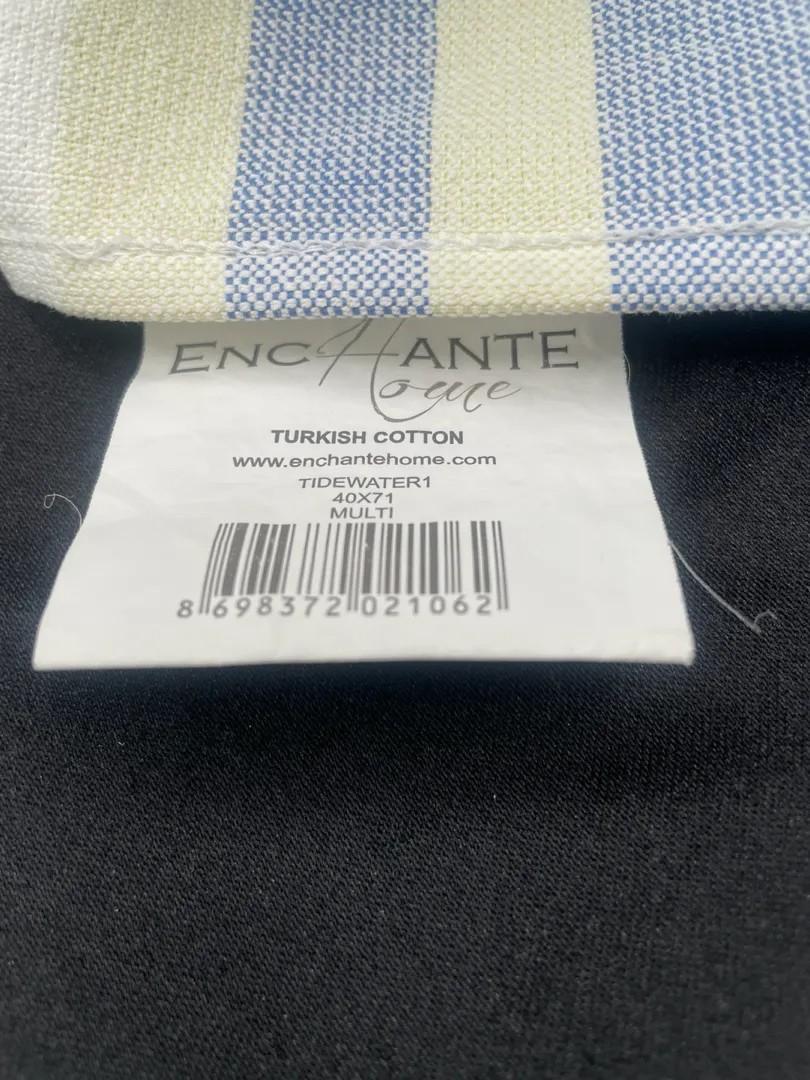 ENCHANTE
Home
TURKISH COTTON
www.enchantehome.com
TIDEWATER1
40X71
MULTI
8 698372 021062